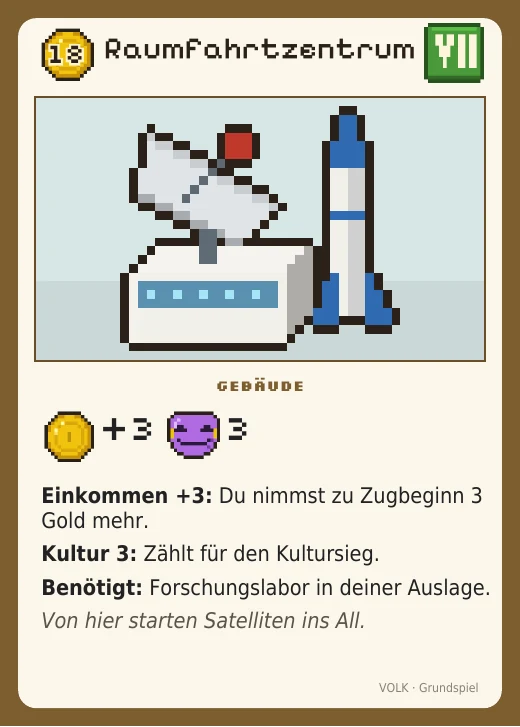 18 Raumfahrtzentrum VII
GEBÄUDE
+3 3
Einkommen +3: Du nimmst zu Zugbeginn 3
Gold mehr.
Kultur 3: Zählt für den Kultursieg.
Benötigt: Forschungslabor in deiner Auslage.
Von hier starten Satelliten ins All.
VOLK · Grundspiel